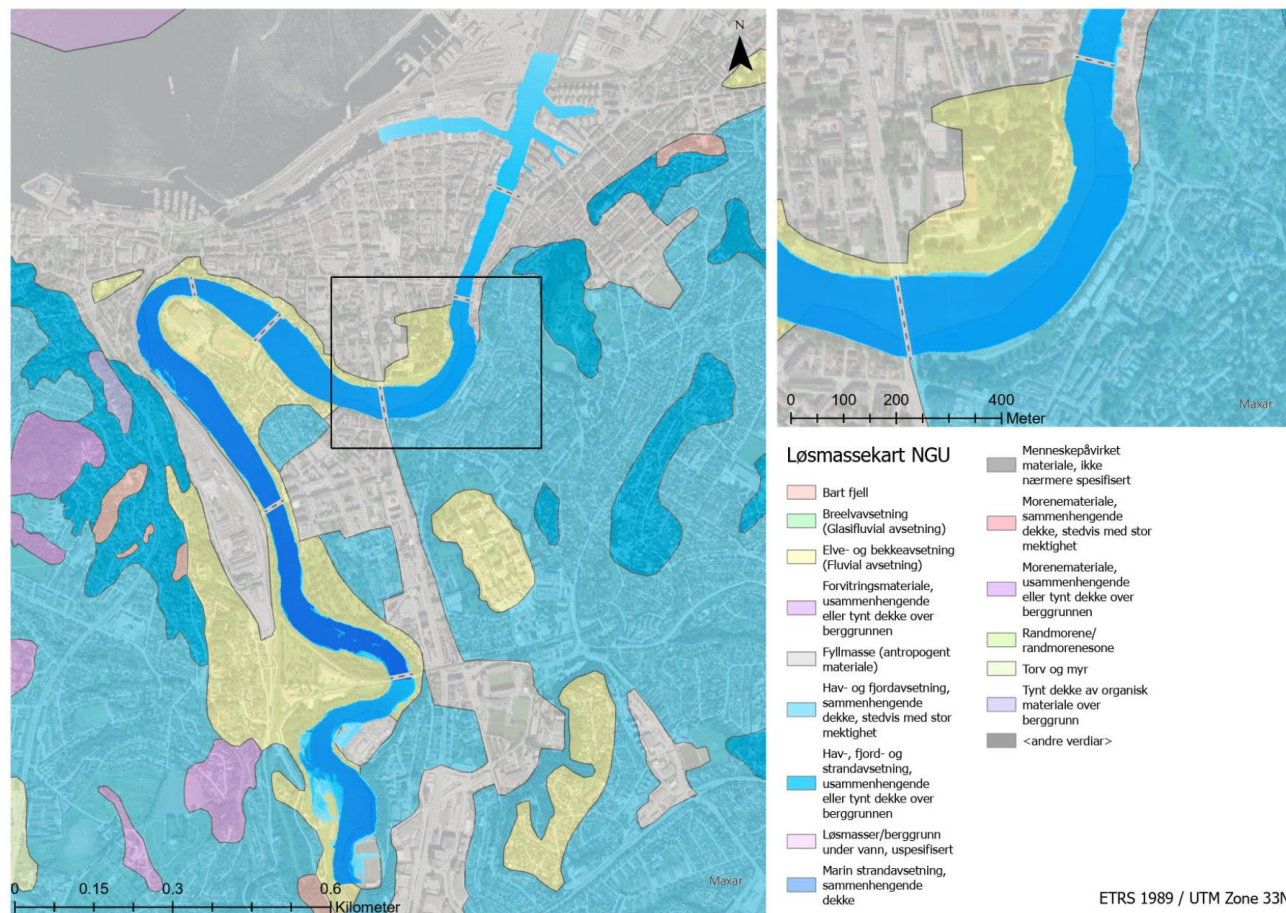 N
Maxar
0 0.15 0.3 0.6
Kilometer
0 100 200 400
Meter
Maxar
Løsmassekart NGU
Bart fjell
Breelvavsetning
(Glasifluvial avsetning)
Elve- og bekkeavsetning
(Fluvial avsetning)
Forvitringsmateriale,
usammenhengende
eller tynt dekke over
berggrunnen
Fyllmasse (antropogent
materiale)
Hav- og fjordavsetning,
sammenhengende
dekke, stedvis med stor
mektighet
Hav-, fjord- og
strandavsetning,
usammenhengende
eller tynt dekke over
berggrunnen
Løsmasser/berggrunn
under vann, uspesifisert
Marin strandavsetning,
sammenhengende
dekke
Menneskepåvirket
materiale, ikke
nærmere spesifisert
Morenemateriale,
sammenhengende
dekke, stedvis med stor
mektighet
Morenemateriale,
usammenhengende
eller tynt dekke over
berggrunnen
Randmorene/
randmorenesone
Torv og myr
Tynt dekke av organisk
materiale over
berggrunn
<andre verdiar>
ETRS 1989 / UTM Zone 33N